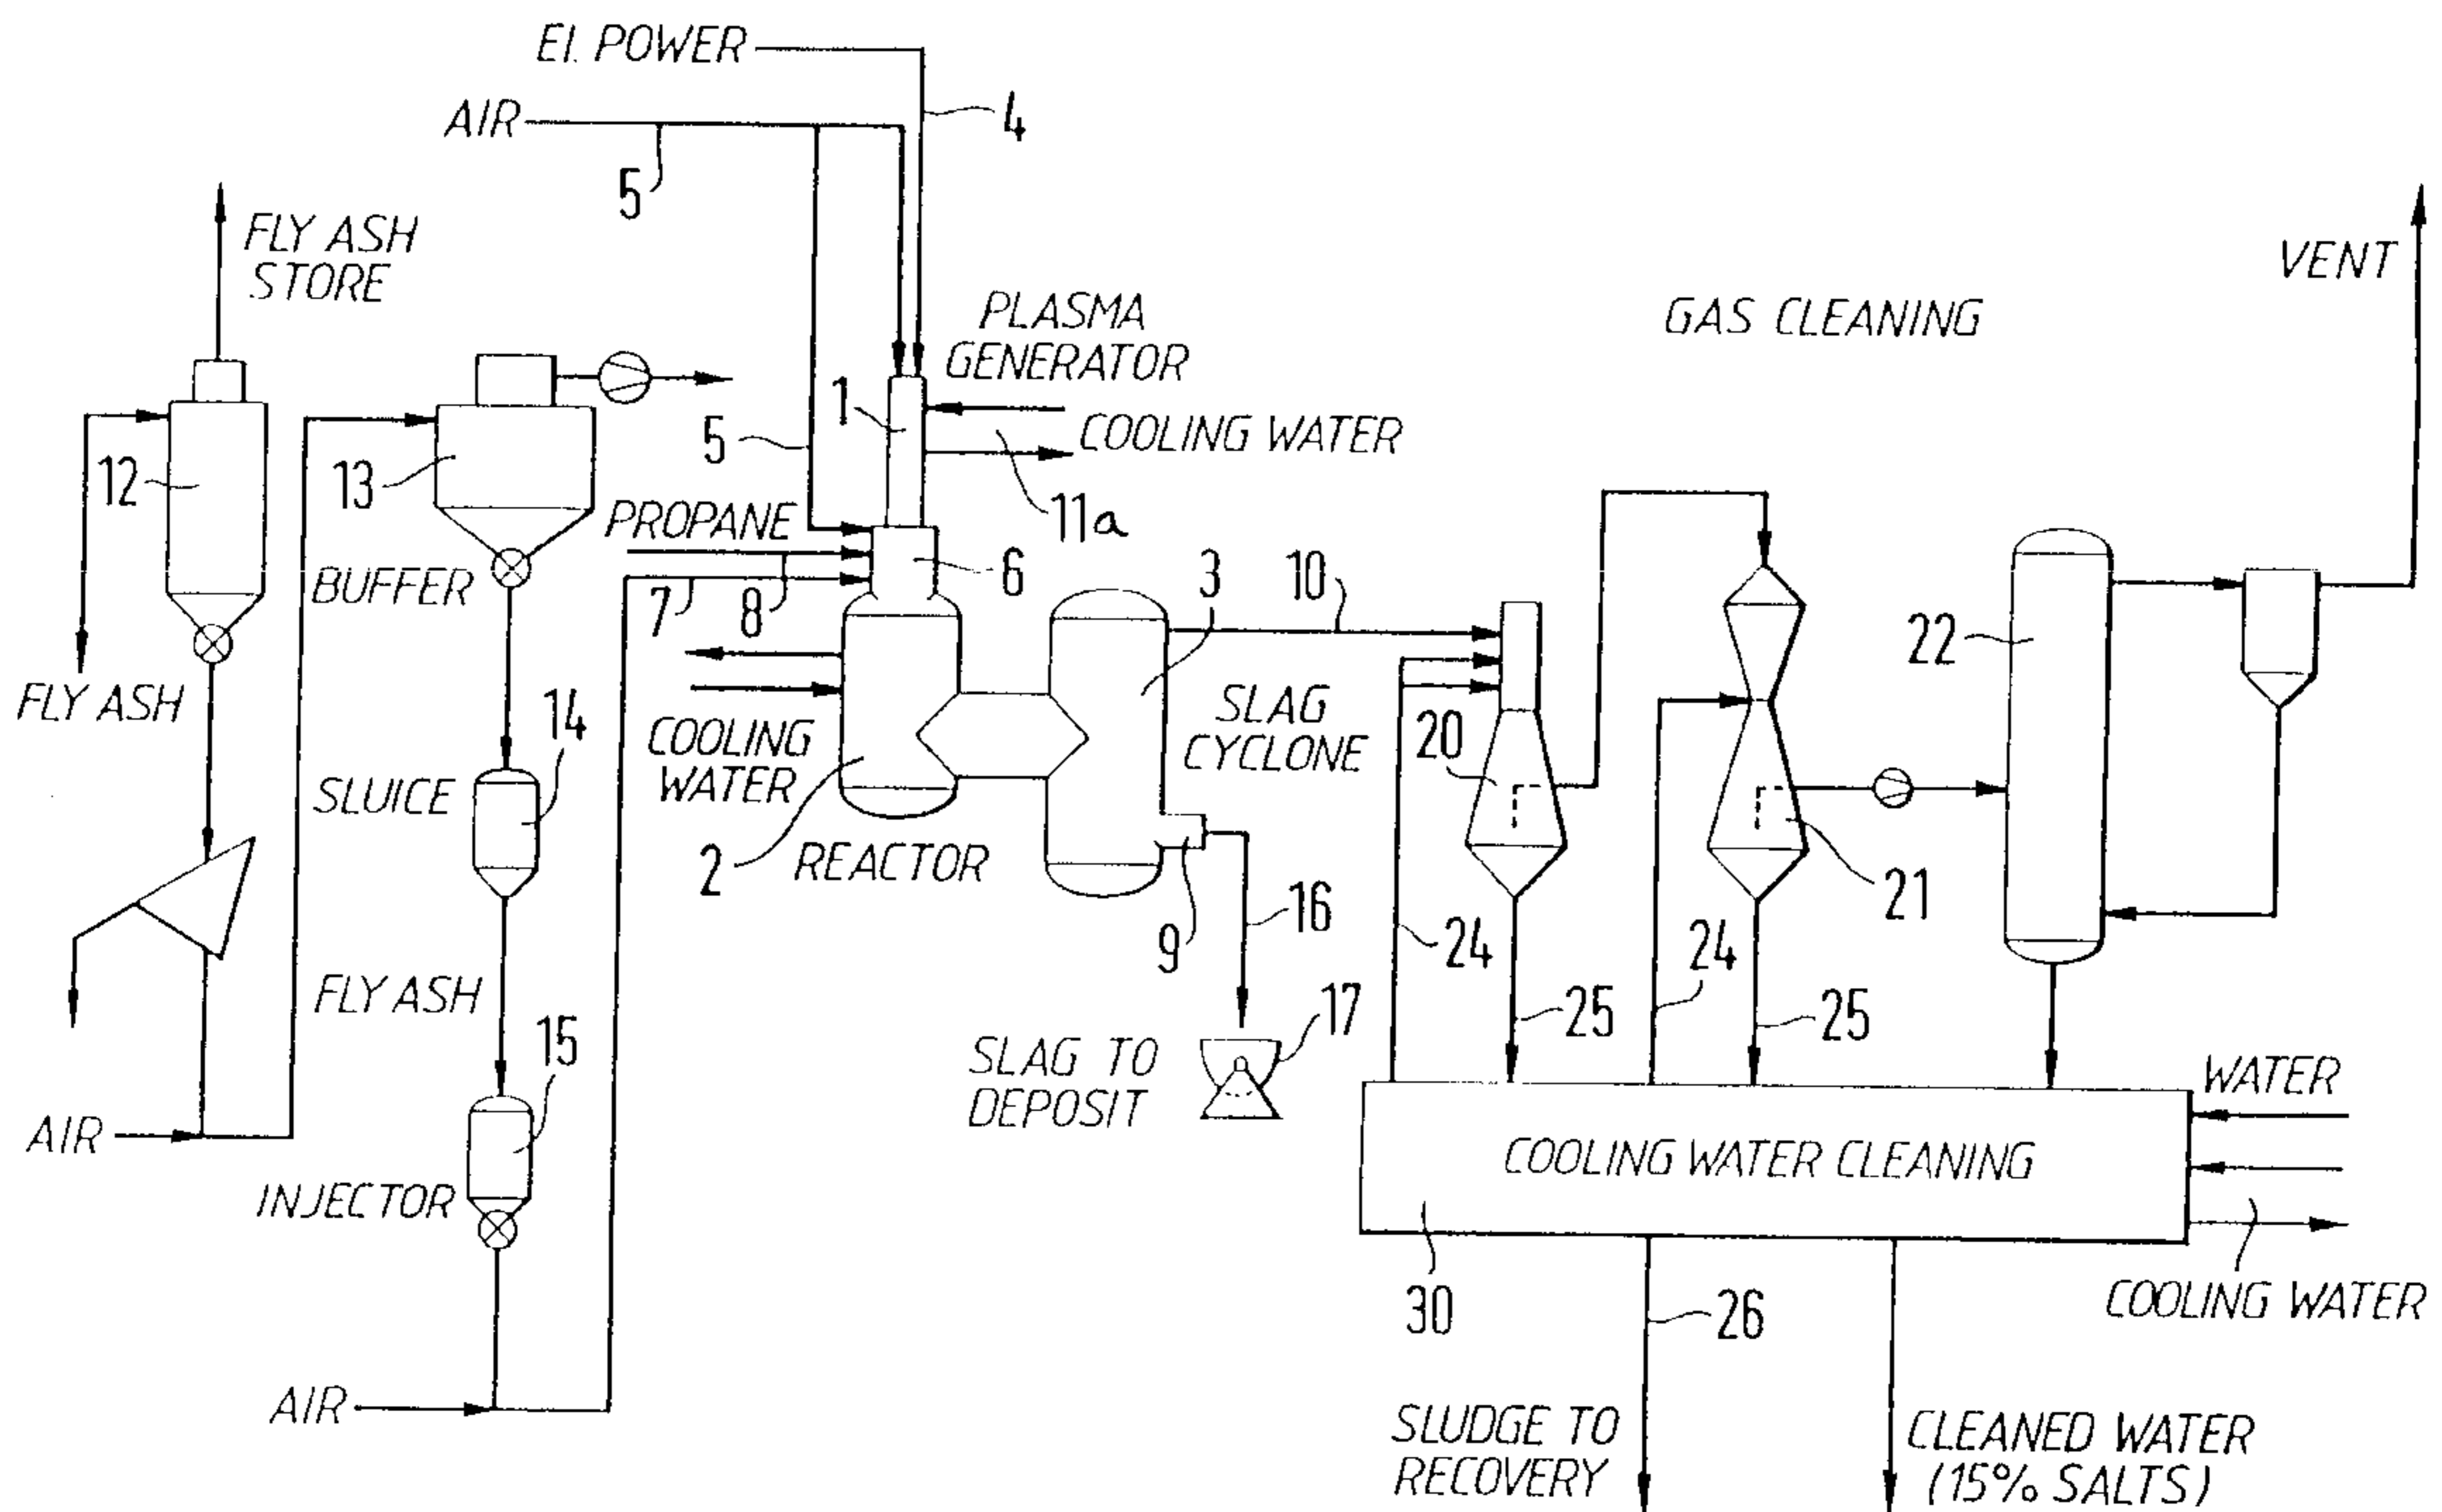 El. POWER
AIR
4
5
FLY ASH
STORE
VENT
PLASMA
GENERATOR
GAS CLEANING
1
5
COOLING WATER
12
13
11a
PROPANE
BUFFER
7
8
6
3
10
22
FLY ASH
COOLING
WATER
SLAG
CYCLONE
20
14
SLUICE
2
REACTOR
21
9
16
24
24
FLY ASH
25
25
17
15
SLAG TO
DEPOSIT
WATER
AIR
COOLING WATER CLEANING
INJECTOR
30
26
COOLING WATER
AIR
SLUDGE TO
RECOVERY
CLEANED WATER
(15% SALTS)